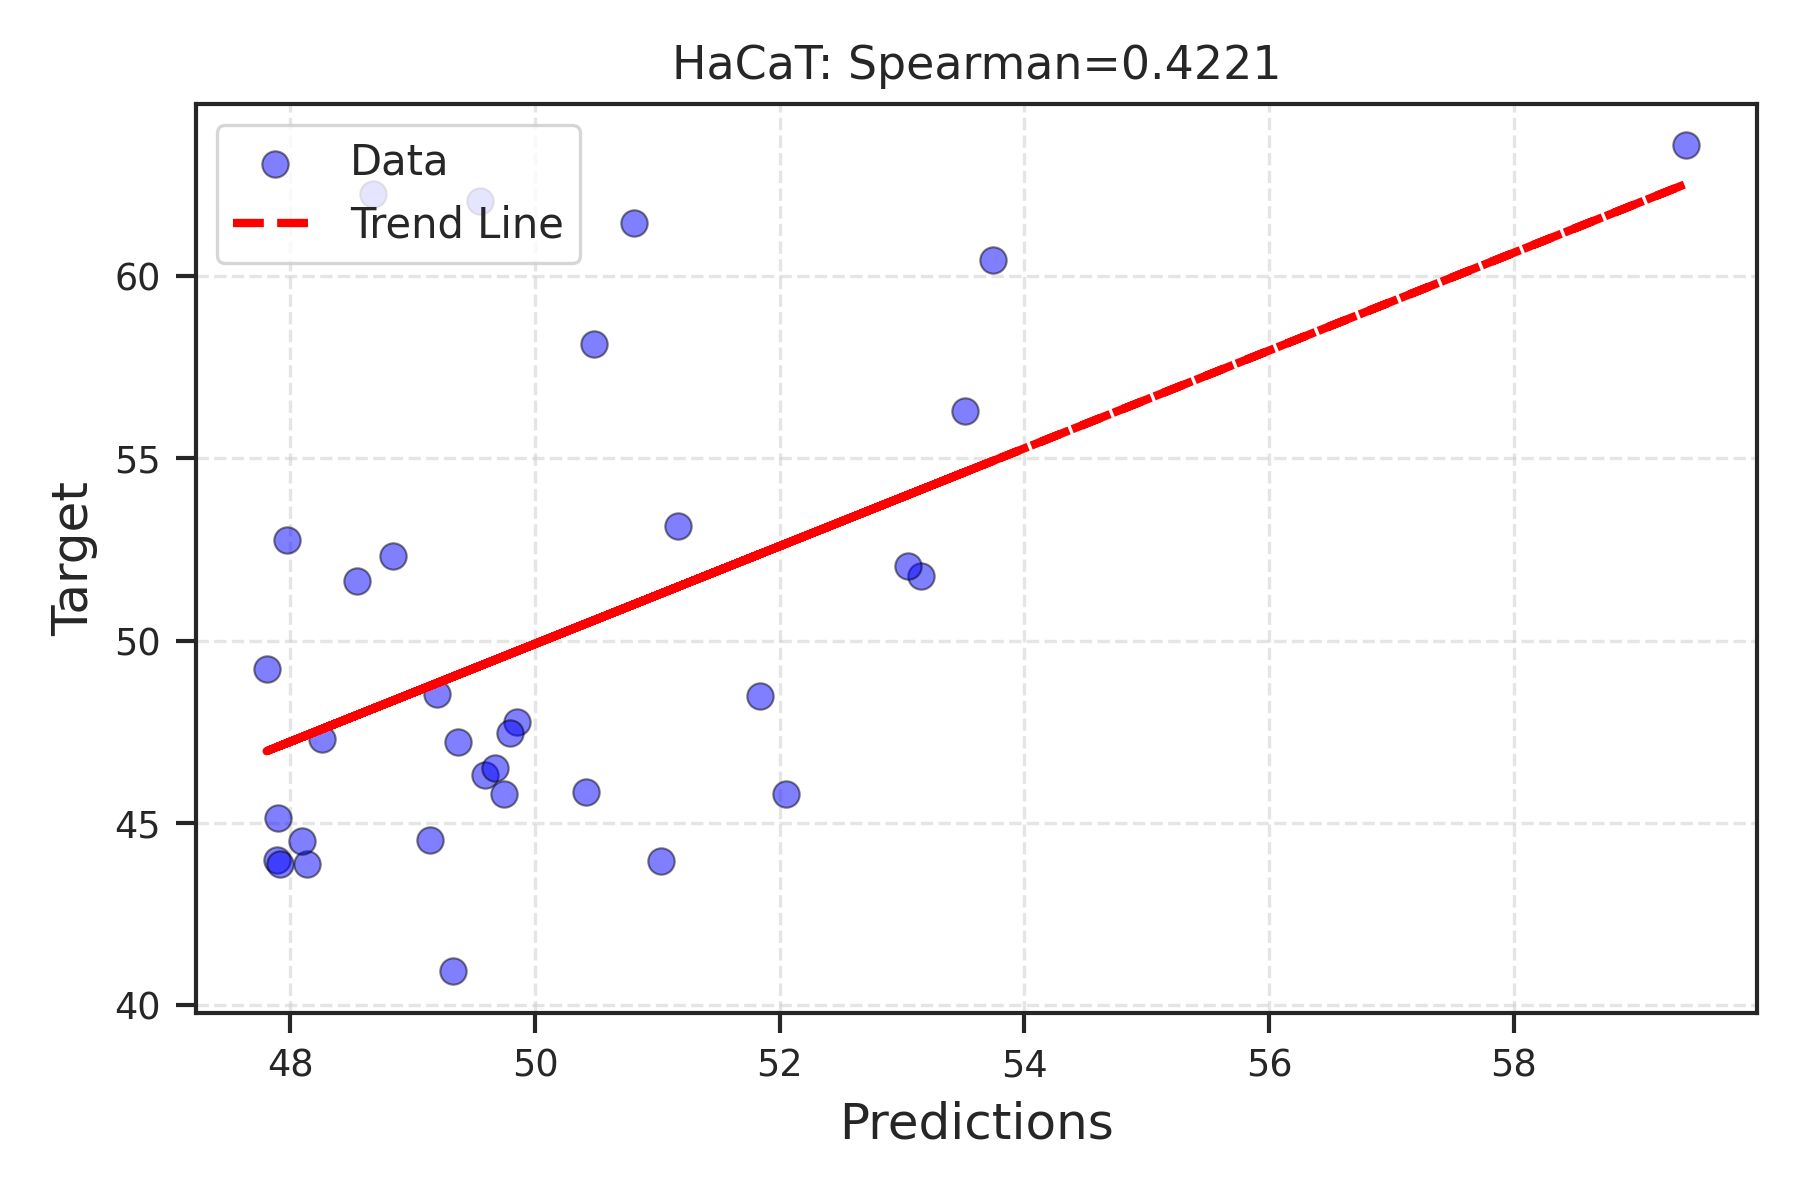 HaCaT: Spearman=0.4221
Data
Trend Line
60
55
50
45
40
Target
48 50 52 54 56 58
Predictions